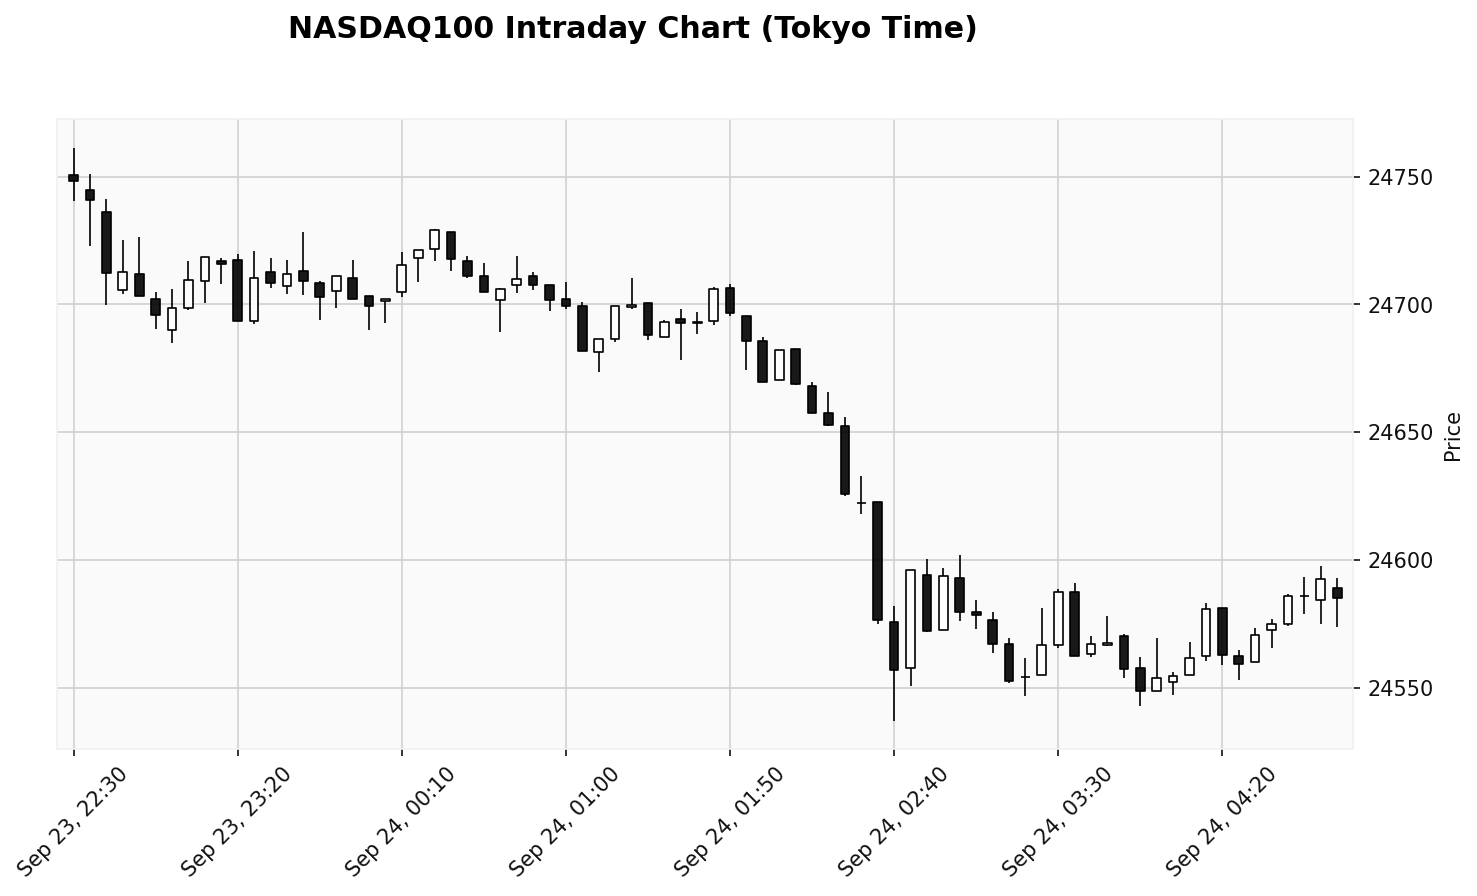 NASDAQ100 Intraday Chart (Tokyo Time)
24750
24700
24650
24600
24550
Price
Sep 23, 22:30
Sep 23, 23:20
Sep 24, 00:10
Sep 24, 01:00
Sep 24, 01:50
Sep 24, 02:40
Sep 24, 03:30
Sep 24, 04:20